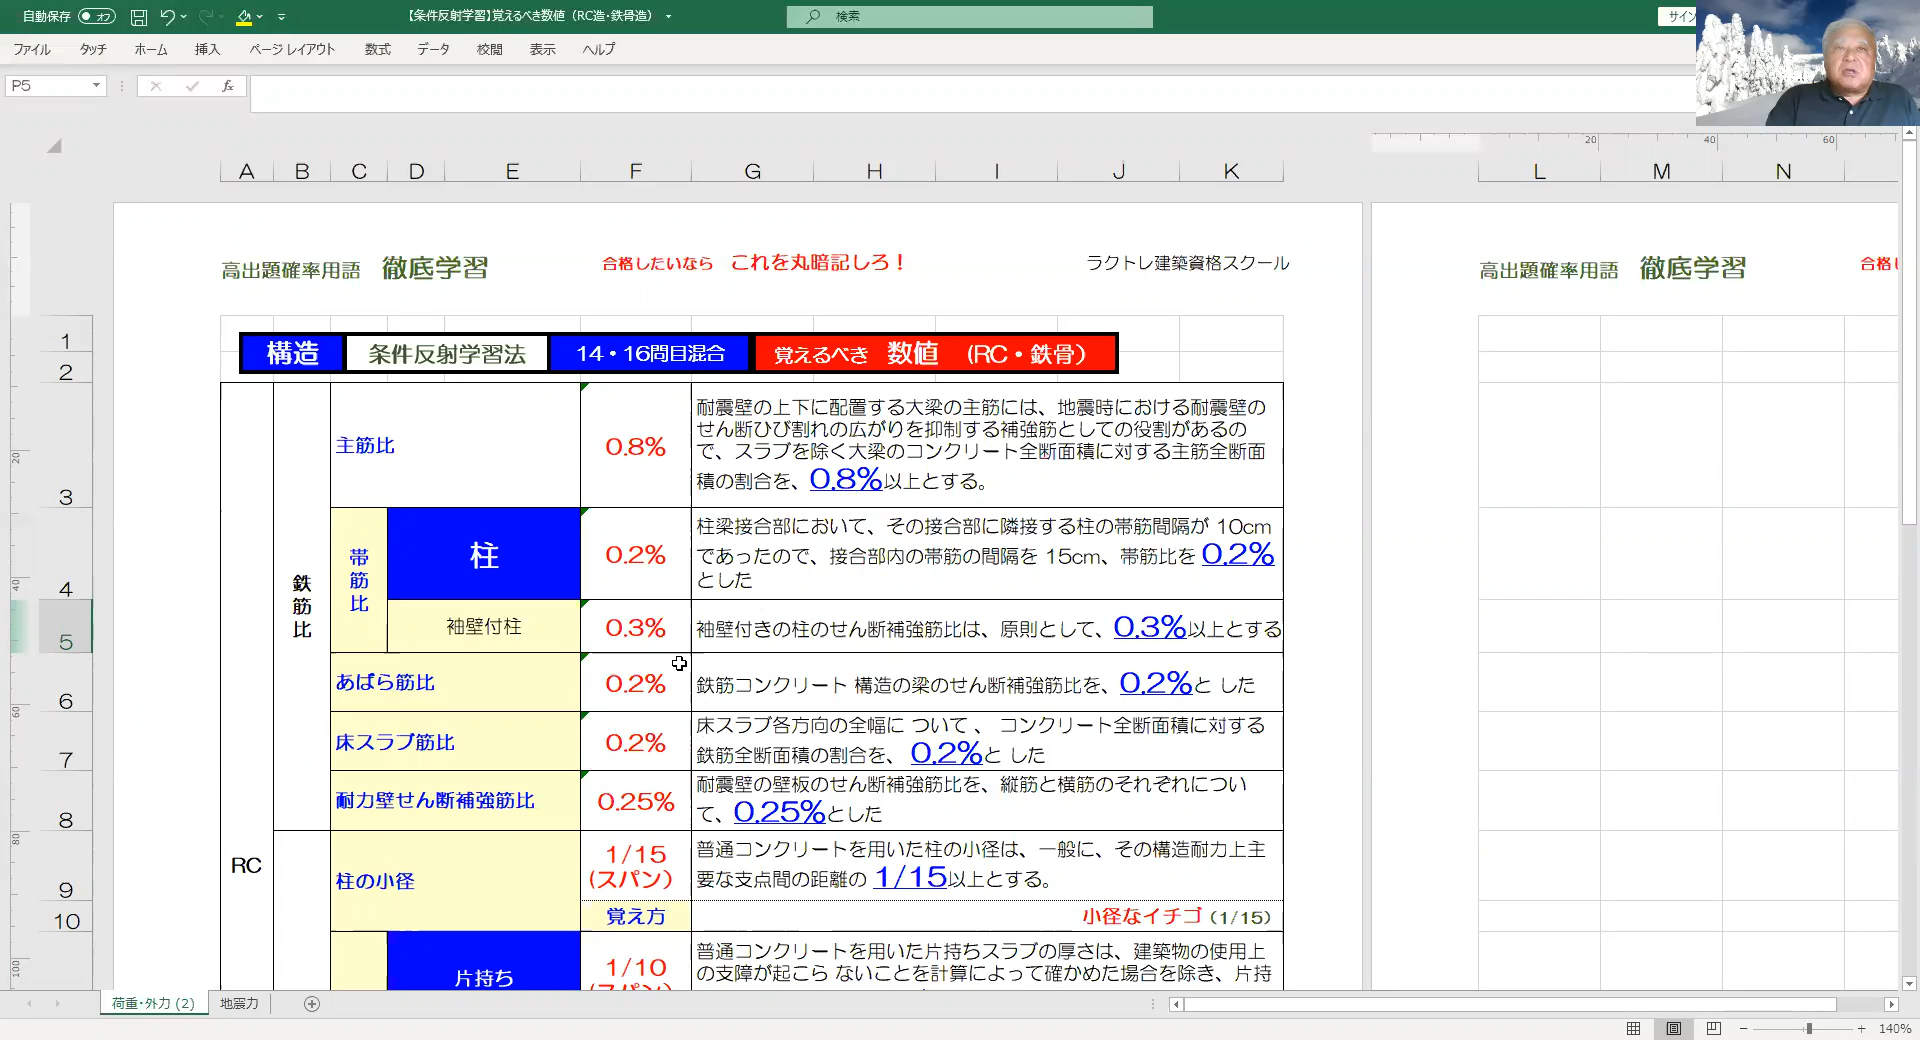 自動保存 オフ 【条件反射学習】覚えるべき数値（RC造・鉄骨造） 検索 サイン
ファイル タッチ ホーム 挿入 ページ レイアウト 数式 データ 校閲 表示 ヘルプ
P5 fx
20 40 60
A B C D E F G H I J K L M N
高出題確率用語 徹底学習 合格したいなら これを丸暗記しろ！ ラクトレ建築資格スクール
高出題確率用語 徹底学習 合格し
1
2
構造 条件反射学習法 14・16問目混合 覚えるべき 数値 （RC・鉄骨）
3
RC
鉄筋比
主筋比 0.8%
耐震壁の上下に配置する大梁の主筋には、地震時における耐震壁の
せん断ひび割れの広がりを抑制する補強筋としての役割があるの
で、スラブを除く大梁のコンクリート全断面積に対する主筋全断面
積の割合を、0.8%以上とする。
4
帯筋比
柱 0.2%
柱梁接合部において、その接合部に隣接する柱の帯筋間隔が 10cm
であったので、接合部内の帯筋の間隔を 15cm、帯筋比を 0.2%
とした
5
袖壁付柱 0.3% 袖壁付きの柱のせん断補強筋比は、原則として、0.3%以上とする
6
あばら筋比 0.2% 鉄筋コンクリート 構造の梁のせん断補強筋比を、0.2%と した
7
床スラブ筋比 0.2%
床スラブ各方向の全幅に ついて 、 コンクリート全断面積に対する
鉄筋全断面積の割合を、 0.2%と した
8
耐力壁せん断補強筋比 0.25%
耐震壁の壁板のせん断補強筋比を、縦筋と横筋のそれぞれについ
て、0.25%とした
9
柱の小径 1/15
(スパン）
普通コンクリートを用いた柱の小径は、一般に、その構造耐力上主
要な支点間の距離の 1/15以上とする。
10
覚え方 小径なイチゴ（1/15）
片持ち 1/10
普通コンクリートを用いた片持ちスラブの厚さは、建築物の使用上
の支障が起こら ないことを計算によって確かめた場合を除き、片持
20
40
60
80
100
荷重・外力 (2) 地震力
140%